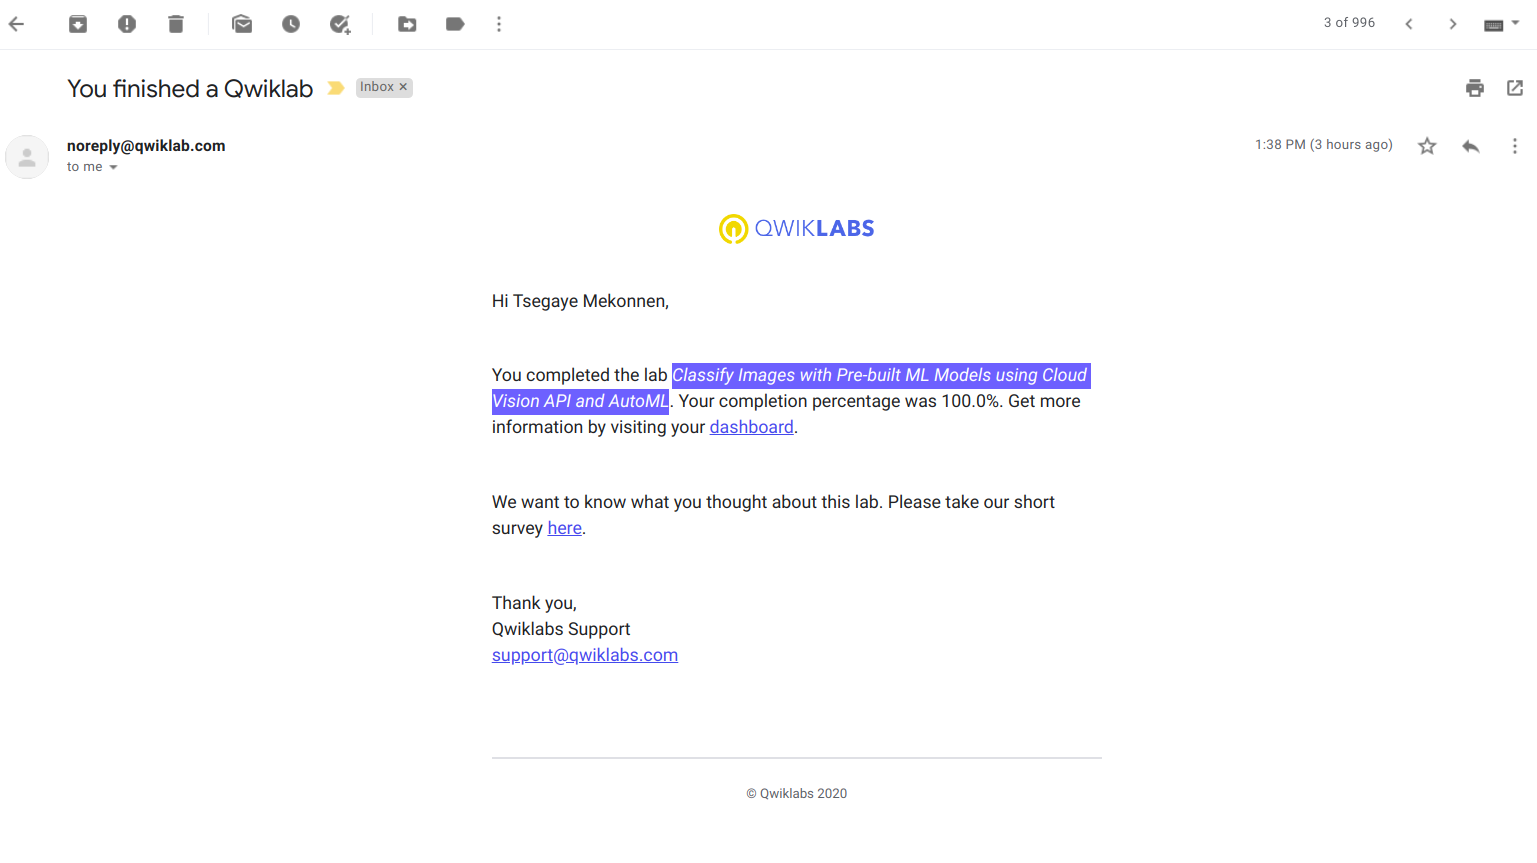 3 of 996
You finished a Qwiklab
Inbox ×
noreply@qwiklab.com
1:38 PM (3 hours ago)
to me
QWIKLABS
Hi Tsegaye Mekonnen,
You completed the lab Classify Images with Pre-built ML Models using Cloud
Vision API and AutoML. Your completion percentage was 100.0%. Get more
information by visiting your dashboard.
We want to know what you thought about this lab. Please take our short
survey here.
Thank you,
Qwiklabs Support
support@qwiklabs.com
© Qwiklabs 2020